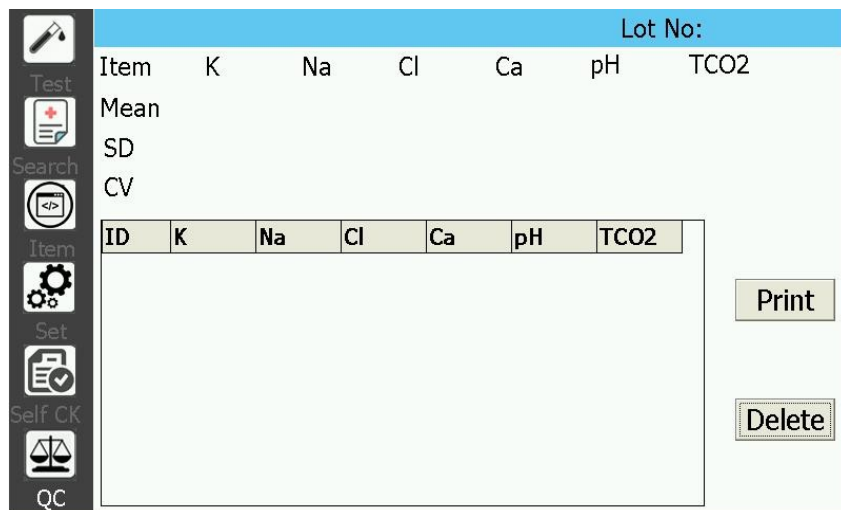 Lot No:
Test
Search
Item
Set
Self CK
QC
Item K Na Cl Ca pH TCO2
Mean
SD
CV
ID K Na Cl Ca pH TCO2
Print
Delete